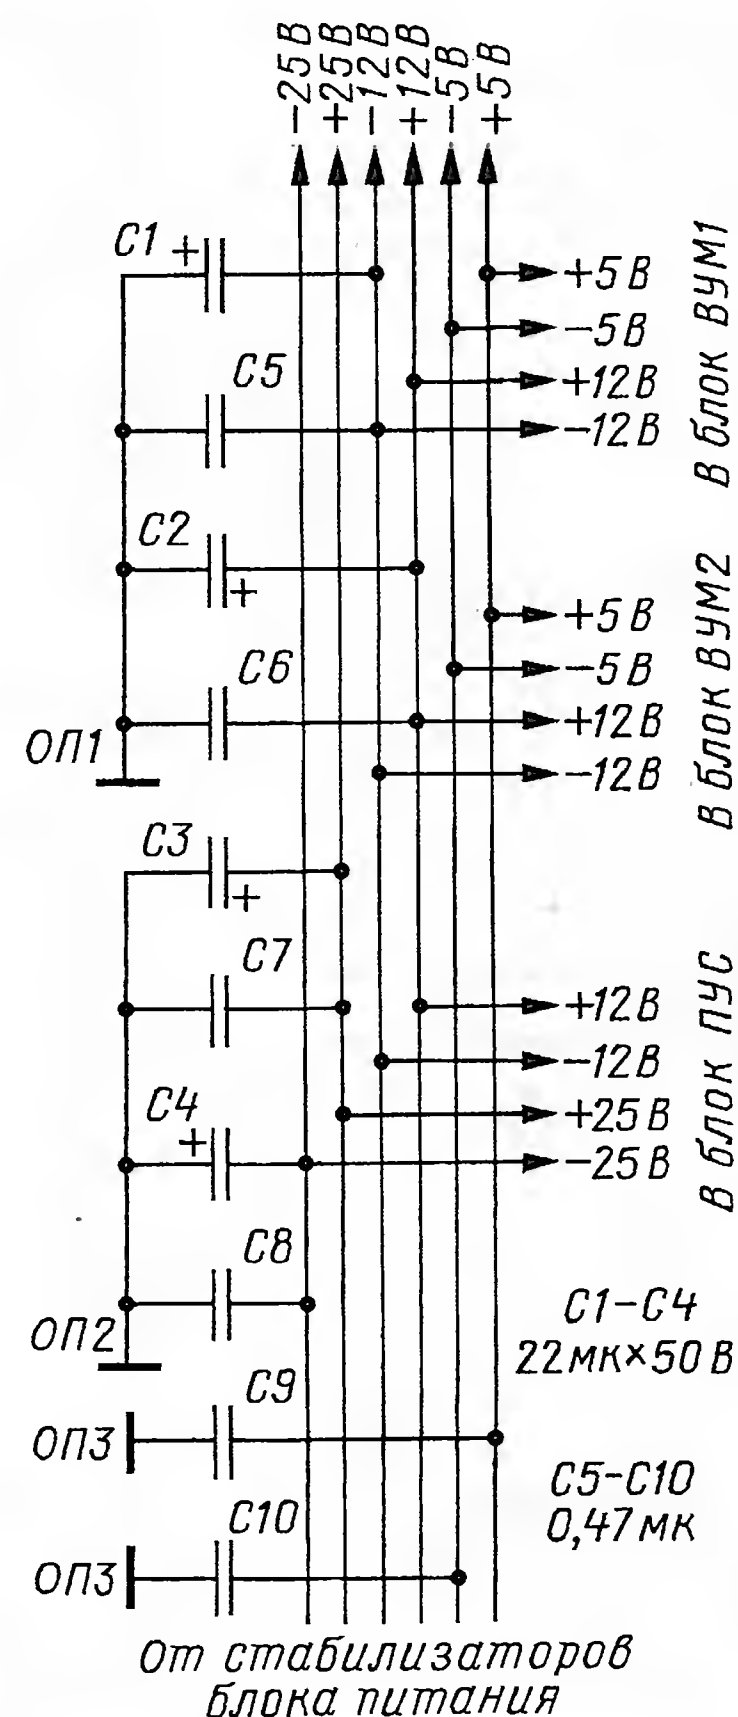 −25В
+25В
−12В
+12В
−5В
+5В
C1
+
+5В
−5В
C5
+12В
−12В
В блок ВУМ1
C2
+
+5В
C6
−5В
+12В
ОП1
−12В
В блок ВУМ2
C3
+
C7
+12В
−12В
C4
+
+25В
−25В
В блок ПУС
C8
C1−C4
ОП2
22мк×50В
C9
ОП3
C5−C10
C10
0,47мк
ОП3
От стабилизаторов
блока питания